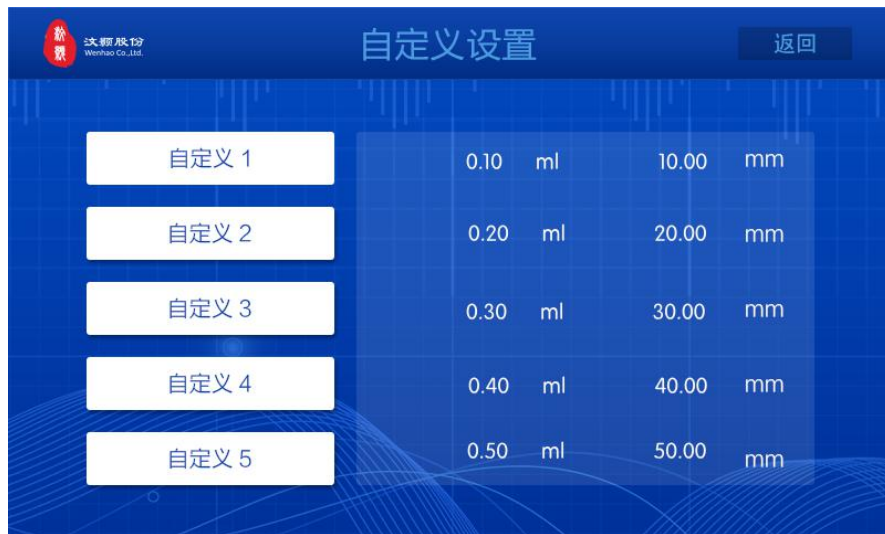 汶颢股份
Wenhao Co.,Ltd.
自定义设置
返回
自定义 1 0.10 ml 10.00 mm
自定义 2 0.20 ml 20.00 mm
自定义 3 0.30 ml 30.00 mm
自定义 4 0.40 ml 40.00 mm
自定义 5 0.50 ml 50.00 mm